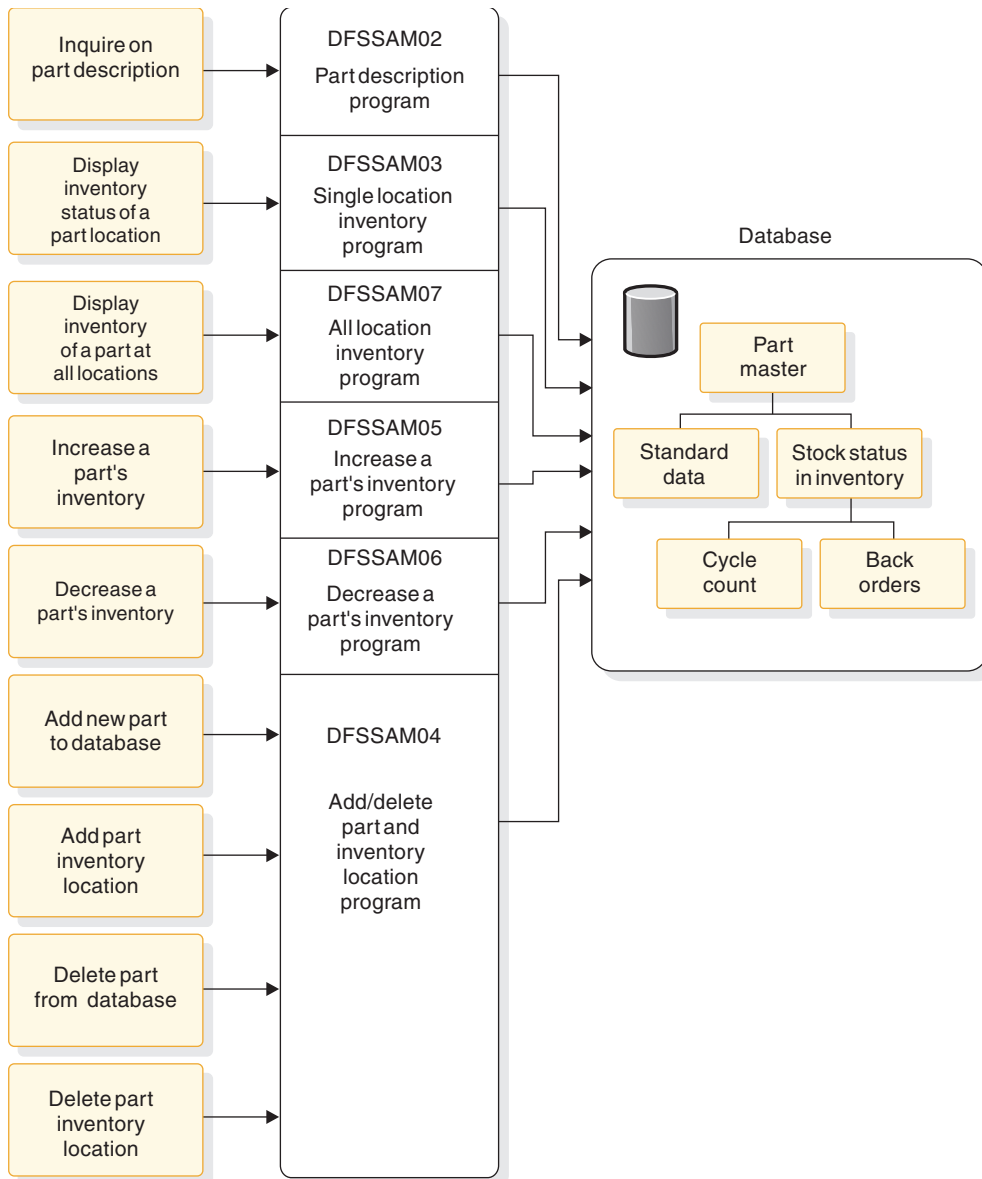 Inquire on
part description
Display
inventory
status of a
part location
Display
inventory
of a part at
all locations
Increase a
part's
inventory
Decrease a
part's inventory
Add new part
to database
Add part
inventory
location
Delete part
from database
Delete part
inventory
location
DFSSAM02
Part description
program
DFSSAM03
Single location
inventory
program
DFSSAM07
All location
inventory
program
DFSSAM05
Increase a
part's inventory
program
DFSSAM06
Decrease a
part's inventory
program
DFSSAM04
Add/delete
part and
inventory
location
program
Database
Part
master
Standard
data
Stock status
in inventory
Cycle
count
Back
orders